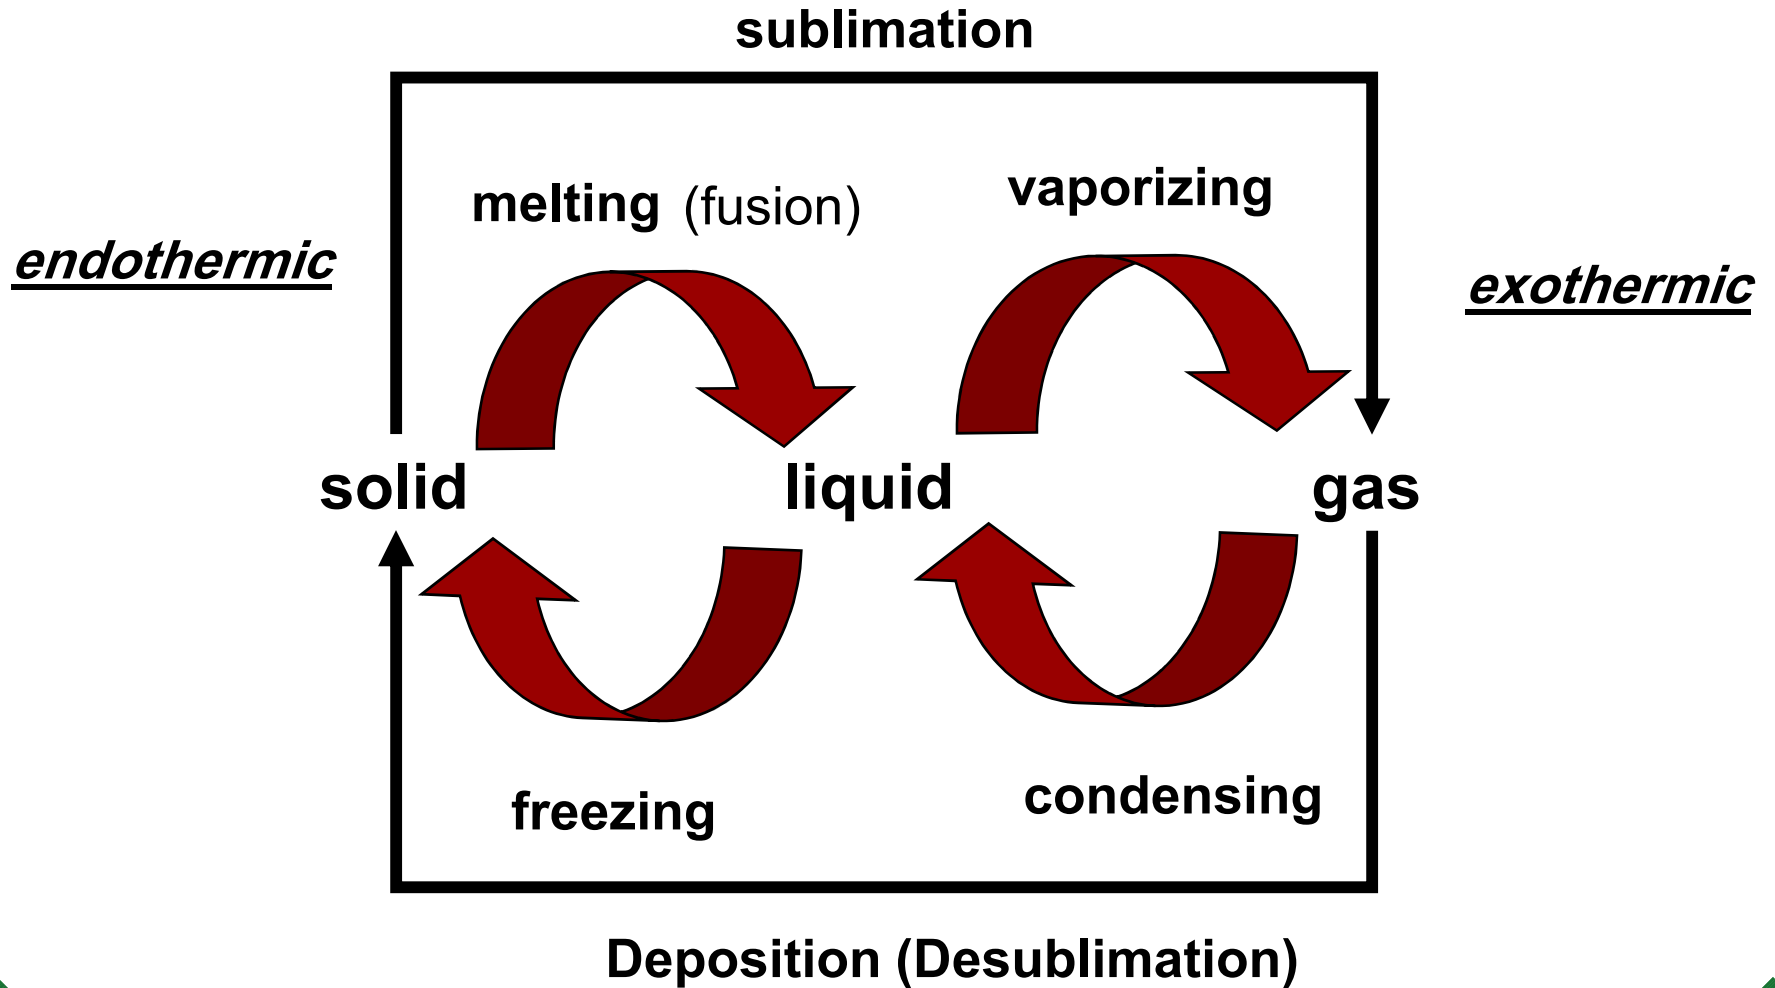 sublimation
melting (fusion)
vaporizing
endothermic
exothermic
solid
liquid
gas
freezing
condensing
Deposition (Desublimation)